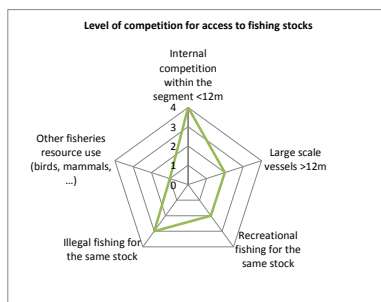 Level of competition for access to fishing stocks
Internal
competition
within the
segment <12m
4
3
2
1
0
Large scale
vessels >12m
Recreational
fishing for the
same stock
Illegal fishing for
the same stock
Other fisheries
resource use
(birds, mammals,
…)